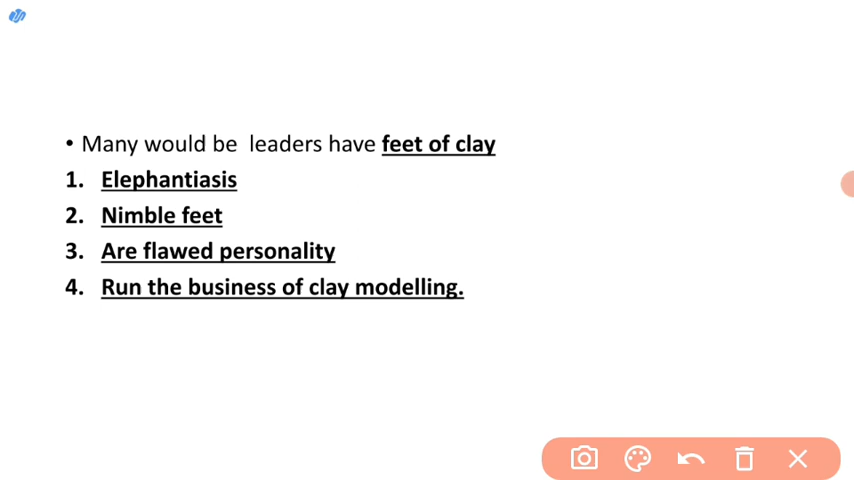 • Many would be  leaders have feet of clay
1. Elephantiasis
2. Nimble feet
3. Are flawed personality
4. Run the business of clay modelling.